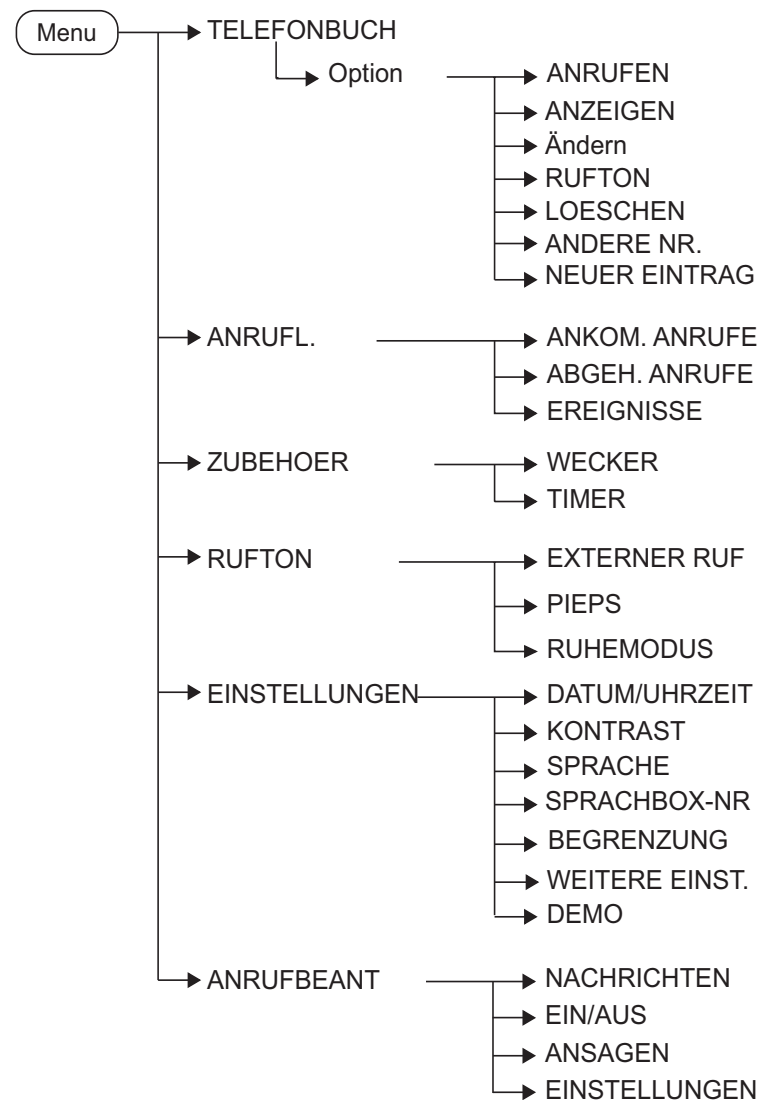 Menu
TELEFONBUCH
Option
ANRUFEN
ANZEIGEN
Ändern
RUFTON
LOESCHEN
ANDERE NR.
NEUER EINTRAG
ANRUFL.
ANKOM. ANRUFE
ABGEH. ANRUFE
EREIGNISSE
ZUBEHOER
WECKER
TIMER
RUFTON
EXTERNER RUF
PIEPS
RUHEMODUS
EINSTELLUNGEN
DATUM/UHRZEIT
KONTRAST
SPRACHE
SPRACHBOX-NR
BEGRENZUNG
WEITERE EINST.
DEMO
ANRUFBEANT
NACHRICHTEN
EIN/AUS
ANSAGEN
EINSTELLUNGEN